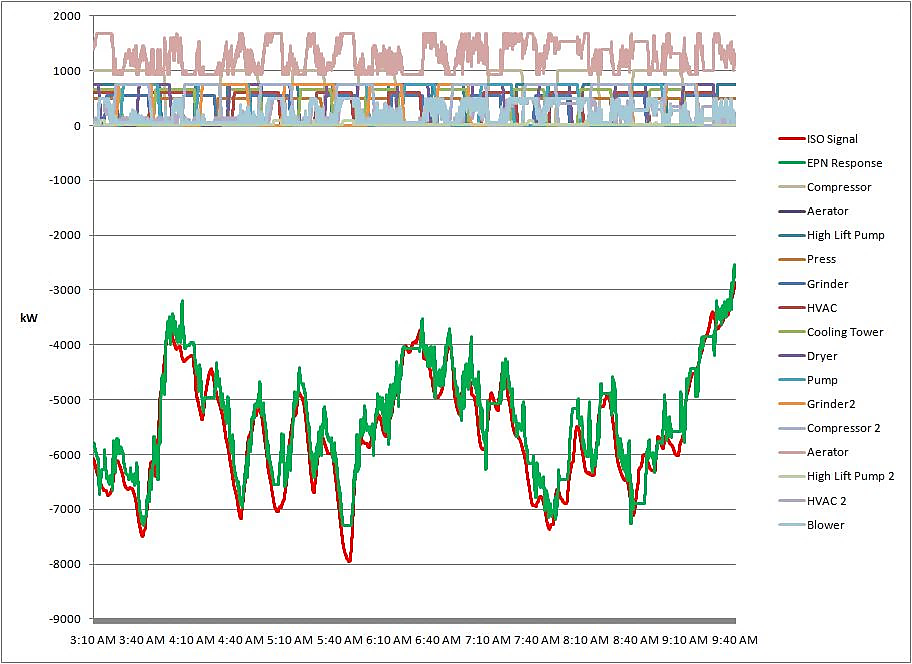 2000
1000
0
-1000
-2000
-3000
-4000
-5000
-6000
-7000
-8000
-9000
kW
3:10 AM 3:40 AM 4:10 AM 4:40 AM 5:10 AM 5:40 AM 6:10 AM 6:40 AM 7:10 AM 7:40 AM 8:10 AM 8:40 AM 9:10 AM 9:40 AM
ISO Signal
EPN Response
Compressor
Aerator
High Lift Pump
Press
Grinder
HVAC
Cooling Tower
Dryer
Pump
Grinder2
Compressor 2
Aerator
High Lift Pump 2
HVAC 2
Blower